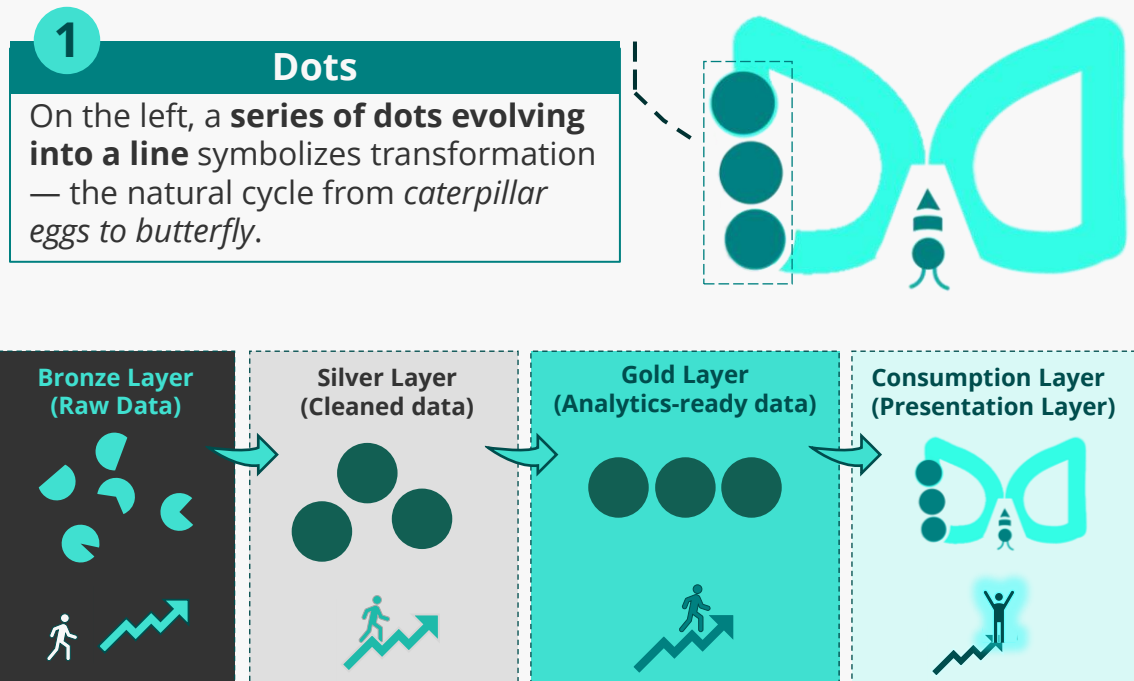 1
Dots
On the left, a series of dots evolving
into a line symbolizes transformation
— the natural cycle from caterpillar
eggs to butterfly.
Bronze Layer
(Raw Data)
Silver Layer
(Cleaned data)
Gold Layer
(Analytics-ready data)
Consumption Layer
(Presentation Layer)